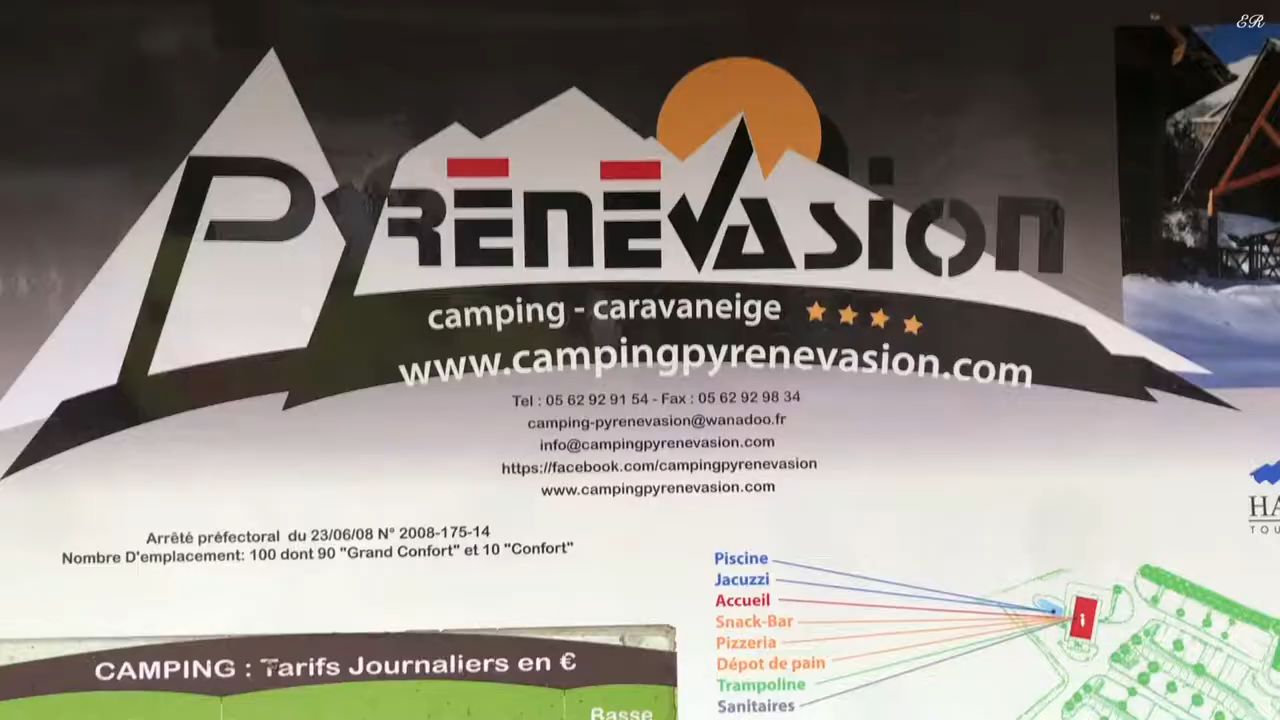 ER
PYRĒNĒVASION
camping - caravaneige
www.campingpyrenevasion.com
Tel : 05 62 92 91 54 - Fax : 05 62 92 98 34
camping-pyrenevasion@wanadoo.fr
info@campingpyrenevasion.com
https://facebook.com/campingpyrenevasion
www.campingpyrenevasion.com
Arrêté préfectoral du 23/06/08 N° 2008-175-14
Nombre D'emplacement: 100 dont 90 "Grand Confort" et 10 "Confort"
Piscine
Jacuzzi
Accueil
Snack-Bar
Pizzeria
Dépot de pain
Trampoline
Sanitaires
i
CAMPING : Tarifs Journaliers en €
Basse